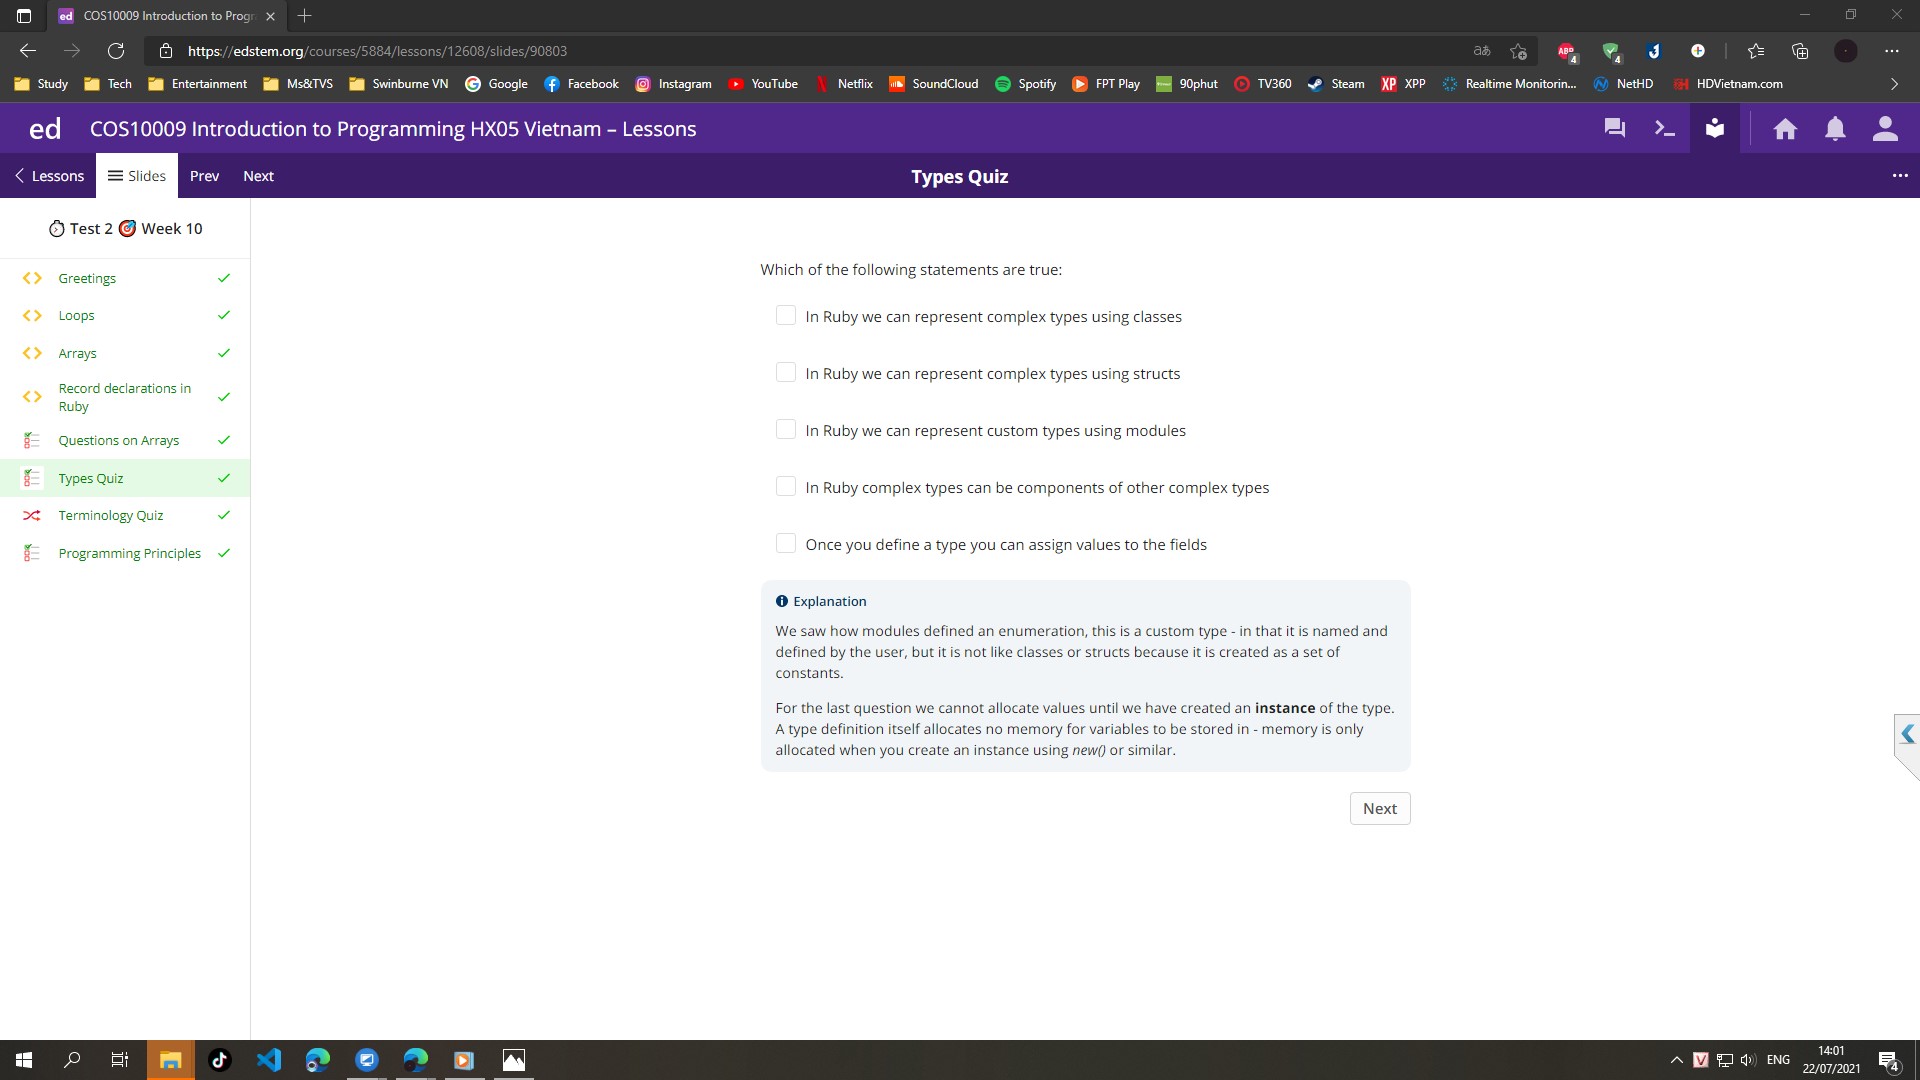 COS10009 Introduction to Progr
https://edstem.org/courses/5884/lessons/12608/slides/90803
Study Tech Entertainment Ms&TVS Swinburne VN Google Facebook Instagram YouTube Netflix SoundCloud Spotify FPT Play 90phut TV360 Steam XPP Realtime Monitorin... NetHD HDVietnam.com
ed COS10009 Introduction to Programming HX05 Vietnam – Lessons
Lessons Slides Prev Next Types Quiz
Test 2 Week 10
Greetings
Loops
Arrays
Record declarations in
Ruby
Questions on Arrays
Types Quiz
Terminology Quiz
Programming Principles
Which of the following statements are true:
In Ruby we can represent complex types using classes
In Ruby we can represent complex types using structs
In Ruby we can represent custom types using modules
In Ruby complex types can be components of other complex types
Once you define a type you can assign values to the fields
Explanation
We saw how modules defined an enumeration, this is a custom type - in that it is named and
defined by the user, but it is not like classes or structs because it is created as a set of
constants.
For the last question we cannot allocate values until we have created an instance of the type.
A type definition itself allocates no memory for variables to be stored in - memory is only
allocated when you create an instance using new() or similar.
Next
ENG
14:01
22/07/2021
4